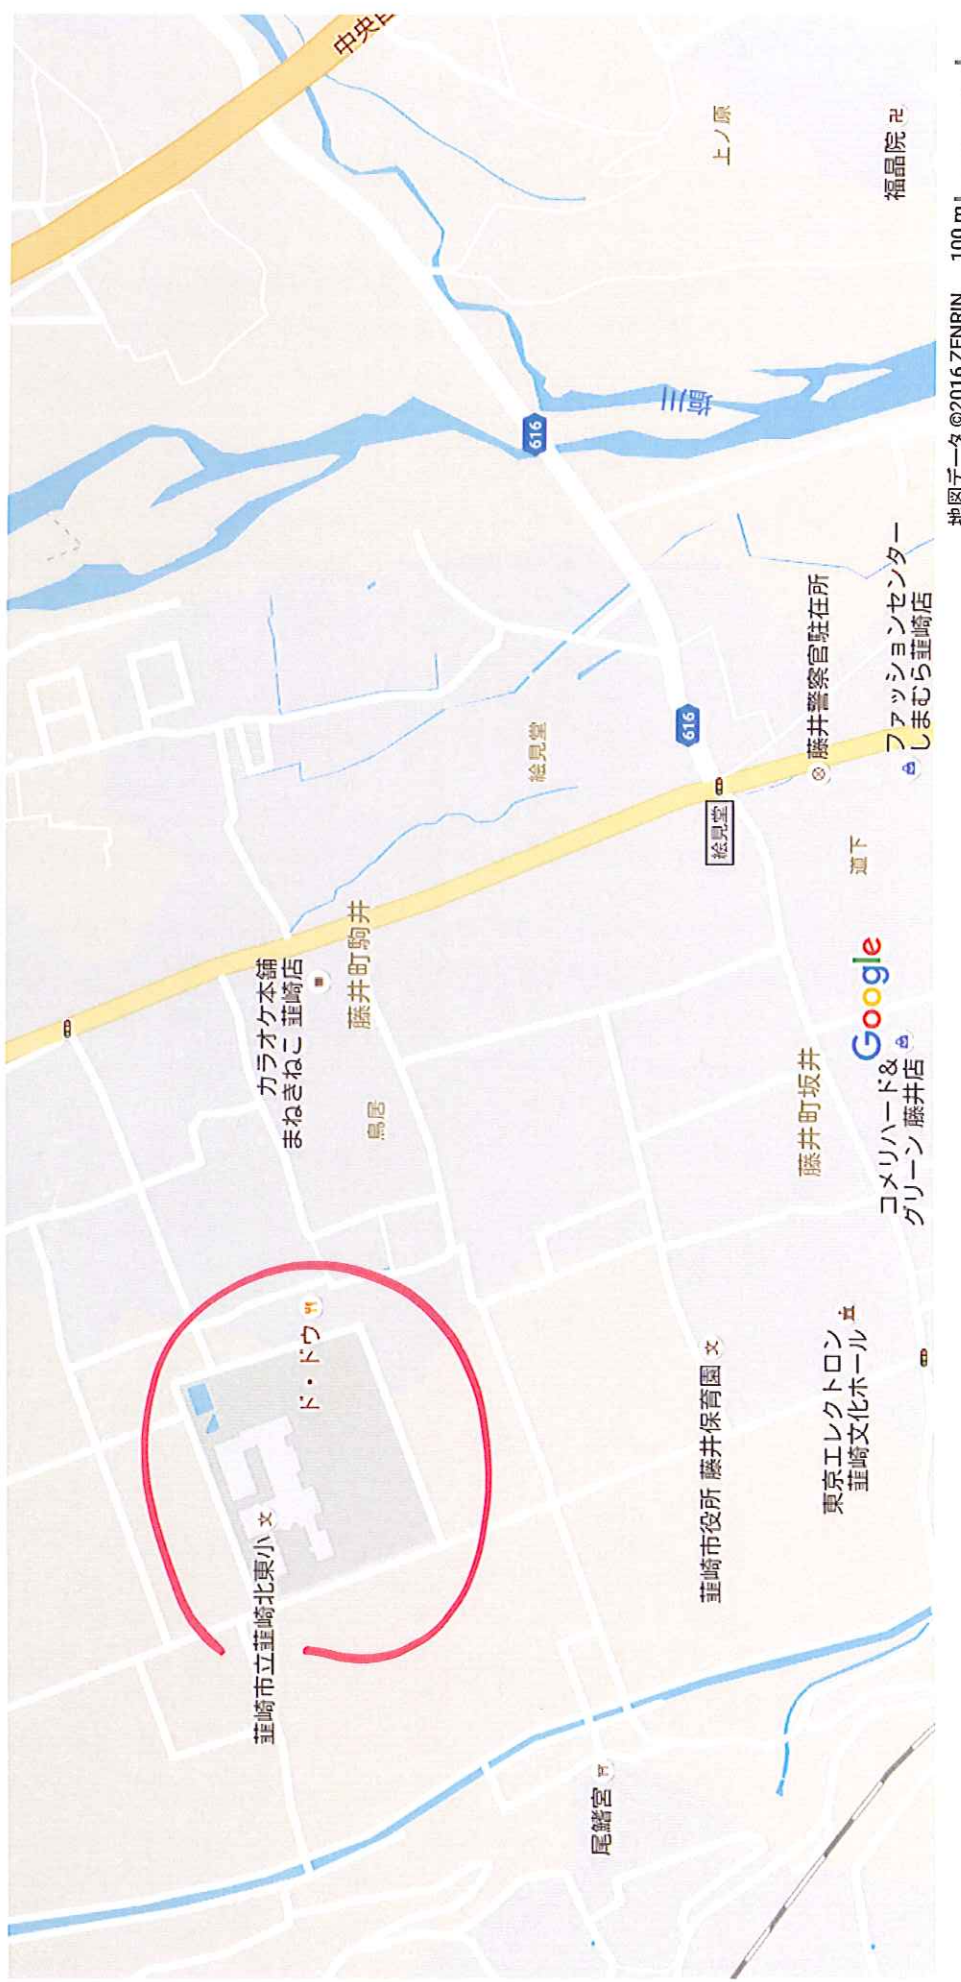 中央自
上ノ原
福昌院
塩川
616
616
絵見堂
絵見堂
藤井警察官駐在所
ファッションセンター
しまむら韮崎店
道下
カラオケ本舗
まねきねこ 韮崎店
藤井町駒井
鳥居
Google
藤井町坂井
コメリハード&
グリーン 藤井店
ド・ドウ
韮崎市立韮崎北東小
文
韮崎市役所 藤井保育園
文
東京エレクトロン
韮崎文化ホール
尾鰭宮
地図データ ©2016 ZENRIN 100 m